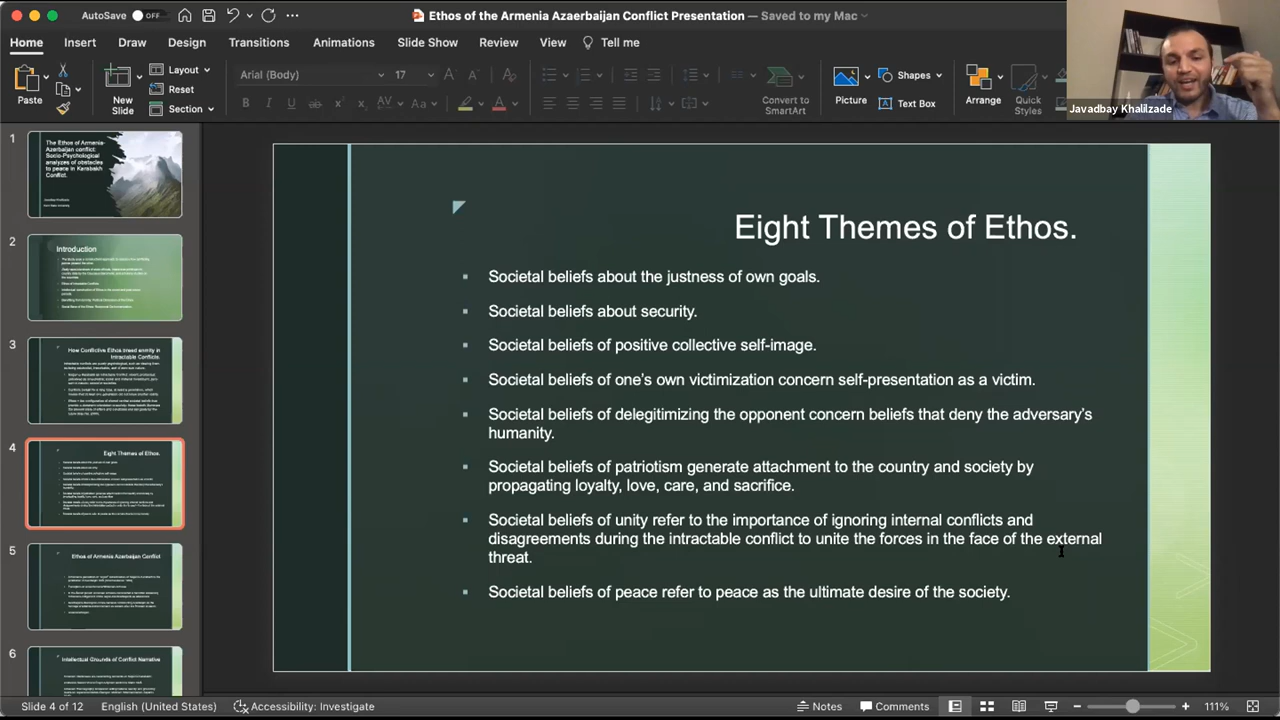 AutoSave OFF
Ethos of the Armenia Azaerbaijan Conflict Presentation — Saved to my Mac
Home Insert Draw Design Transitions Animations Slide Show Review View Tell me
Paste
New
Slide
Layout
Reset
Section
Arial (Body) 17
Convert to
SmartArt
Picture
Shapes
Text Box
Arrange
Quick
Styles
Javadbay Khalilzade
1
The Ethos of Armenia-
Azerbaijan conflict:
Socio-Psychological
analyzes of obstacles
to peace in Karabakh
Conflict.
2
Introduction
3
How Conflictive Ethos breed enmity in
Intractable Conflicts.
4
Eight Themes of Ethos.
5
Ethos of Armenia Azerbaijan Conflict
6
Intellectual Grounds of Conflict Narrative
Eight Themes of Ethos.
Societal beliefs about the justness of own goals.
Societal beliefs about security.
Societal beliefs of positive collective self-image.
Societal beliefs of one's own victimization concern self-presentation as a victim.
Societal beliefs of delegitimizing the opponent concern beliefs that deny the adversary's
humanity.
Societal beliefs of patriotism generate attachment to the country and society by
propagating loyalty, love, care, and sacrifice.
Societal beliefs of unity refer to the importance of ignoring internal conflicts and
disagreements during the intractable conflict to unite the forces in the face of the external
threat.
Societal beliefs of peace refer to peace as an ultimate desire of the society.
Slide 4 of 12 English (United States) Accessibility: Investigate Notes Comments 111%